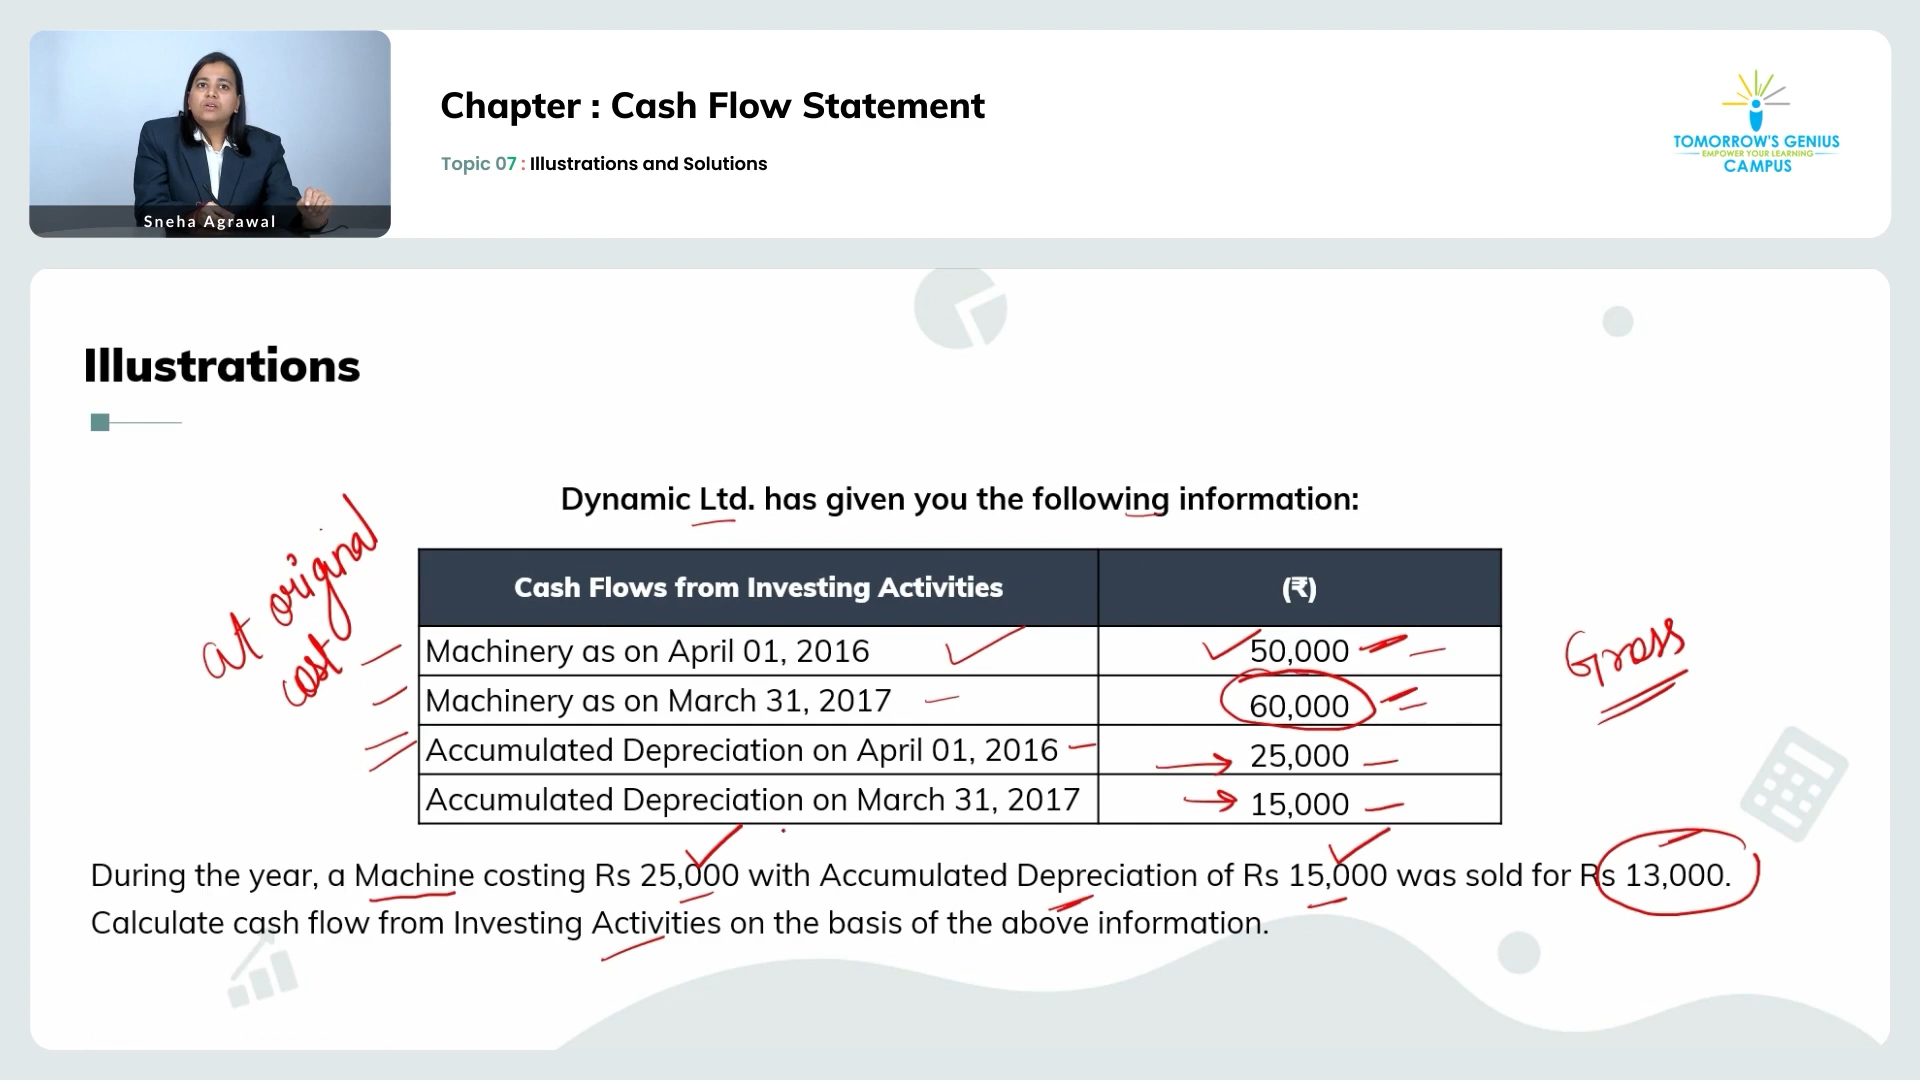 Chapter : Cash Flow Statement
Topic 07 : Illustrations and Solutions
Sneha Agrawal
TOMORROW'S GENIUS
EMPOWER YOUR LEARNING
CAMPUS
Illustrations
Dynamic Ltd. has given you the following information:
at original
cost
Cash Flows from Investing Activities (₹)
Machinery as on April 01, 2016 50,000
Machinery as on March 31, 2017 60,000
Accumulated Depreciation on April 01, 2016 25,000
Accumulated Depreciation on March 31, 2017 15,000
Gross
During the year, a Machine costing Rs 25,000 with Accumulated Depreciation of Rs 15,000 was sold for Rs 13,000.
Calculate cash flow from Investing Activities on the basis of the above information.